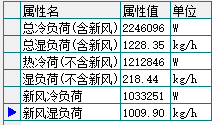 属性名 属性值 单位
总冷负荷(含新风) 2246096 W
总湿负荷(含新风) 1228.35 kg/h
热冷负荷(不含新风) 1212846 W
湿负荷(不含新风) 218.44 kg/h
新风冷负荷 1033251 W
新风湿负荷 1009.90 kg/h